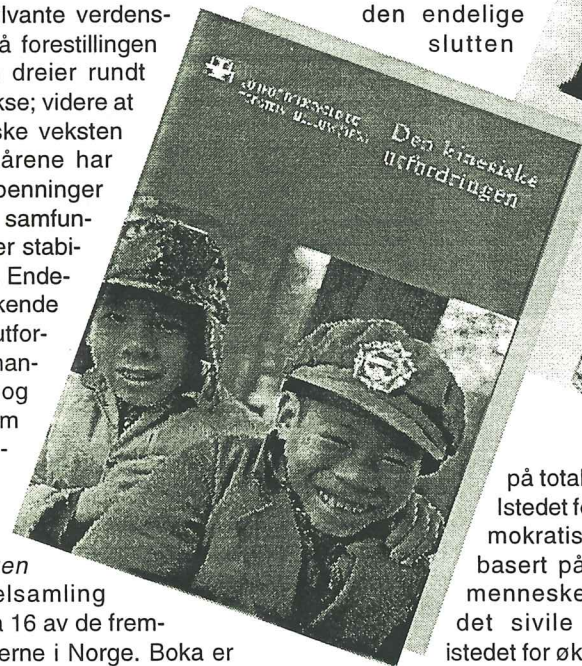 lvante verdens-
å forestillingen
dreier rundt
kse; videre at
ske veksten
årene har
penninger
samfun-
er stabi-
Ende-
kende
utfor-
nan-
og
m
-
en
elsamling
a 16 av de frem-
erne i Norge. Boka er
Den kinesiske
utfordringen
den endelige
slutten
på total
Istedet fo
mokratis
basert på
menneske
det sivile
istedet for øk